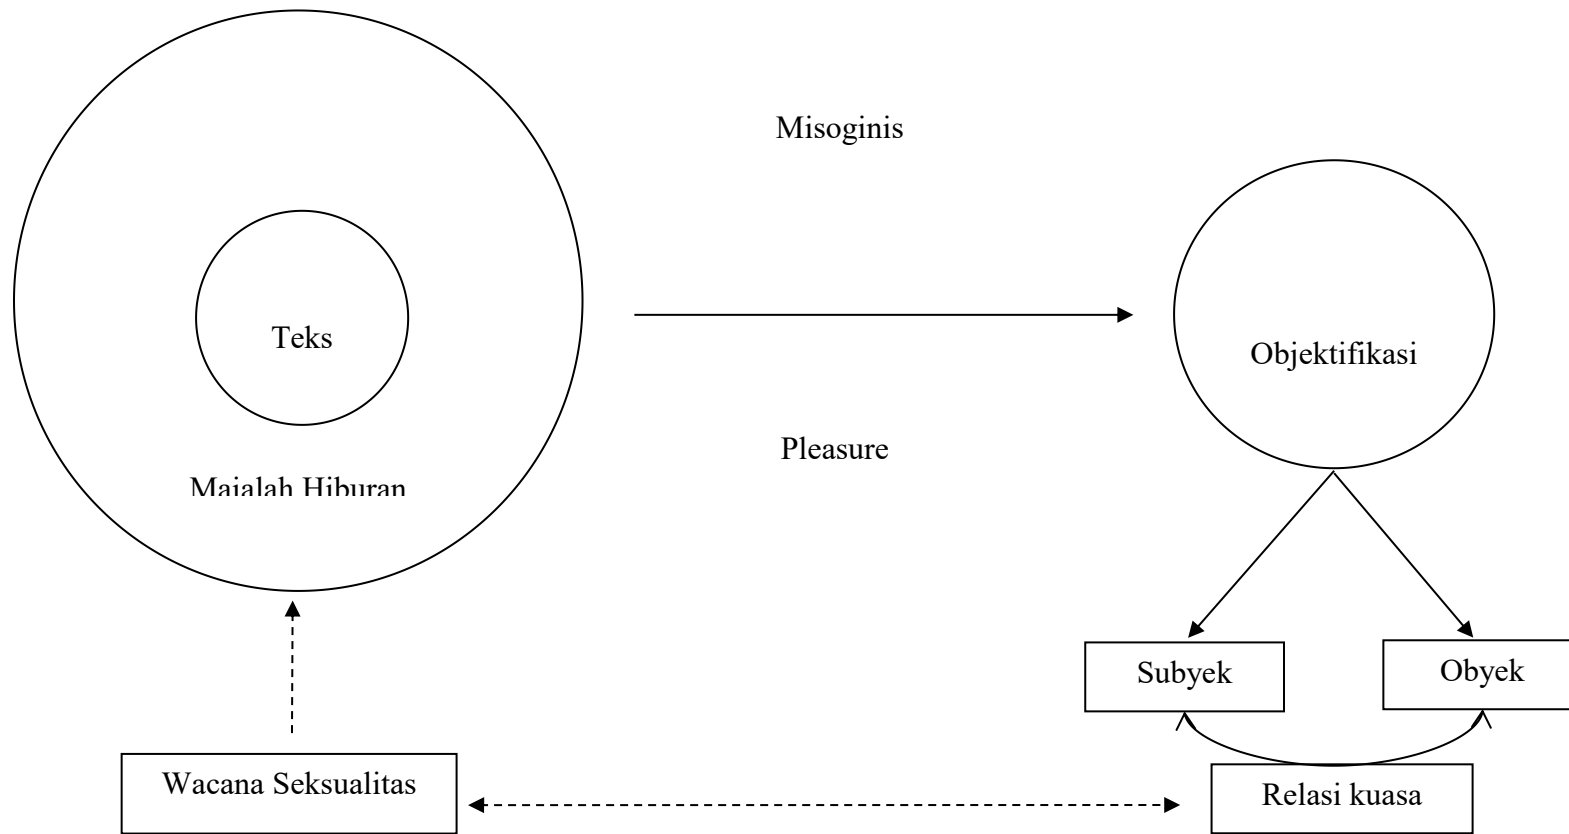 Misoginis
Teks
Objektifikasi
Pleasure
Majalah Hiburan
Subyek
Obyek
Wacana Seksualitas
Relasi kuasa